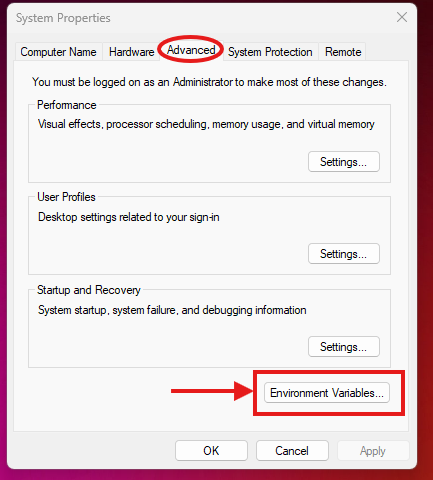 System Properties
Computer Name Hardware Advanced System Protection Remote
You must be logged on as an Administrator to make most of these changes.
Performance
Visual effects, processor scheduling, memory usage, and virtual memory
Settings...
User Profiles
Desktop settings related to your sign-in
Settings...
Startup and Recovery
System startup, system failure, and debugging information
Settings...
Environment Variables...
OK Cancel Apply